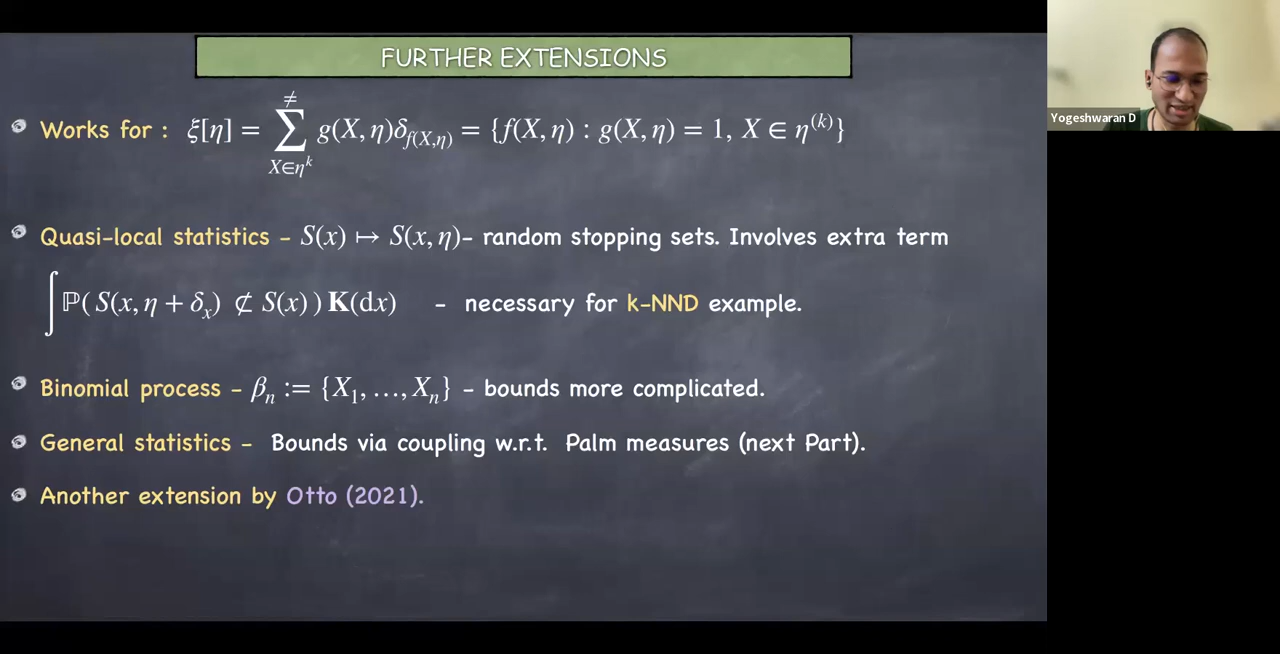 FURTHER EXTENSIONS
Works for : ξ[η] = ∑_{X∈η^k}^{≠} g(X, η)δ_{f(X,η)} = {f(X, η) : g(X, η) = 1, X ∈ η^{(k)}}
Quasi-local statistics – S(x) ↦ S(x, η)– random stopping sets. Involves extra term
∫ ℙ( S(x, η + δ_x) ⊄ S(x) ) K(dx) – necessary for k-NND example.
Binomial process – β_n := {X_1, …, X_n} – bounds more complicated.
General statistics – Bounds via coupling w.r.t. Palm measures (next Part).
Another extension by Otto (2021).
Yogeshwaran D